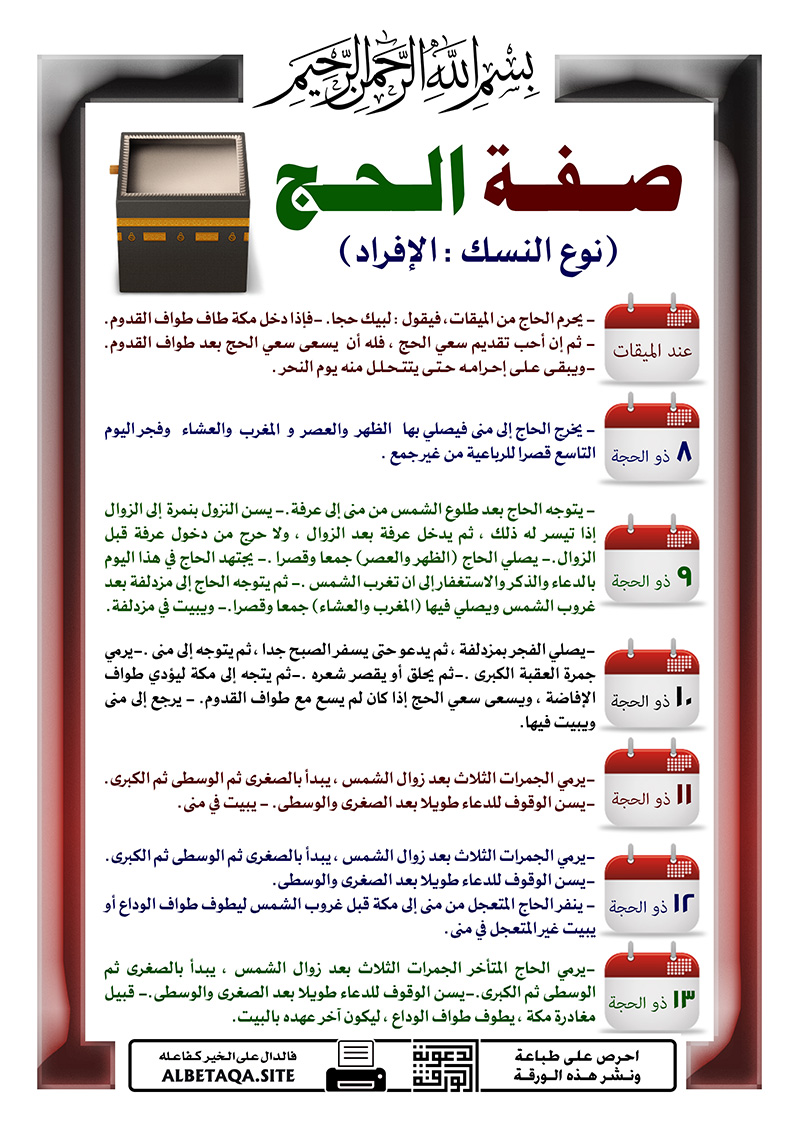 بسم الله الرحمن الرحيم
صفة الحج
(نوع النسك : الإفراد)
عند الميقات
- يحرم الحاج من الميقات ، فيقول : لبيك حجا. -فإذا دخل مكة طاف طواف القدوم.
- ثم إن أحب تقديم سعي الحج ، فله أن يسعى سعي الحج بعد طواف القدوم.
-ويبقى على إحرامه حتى يتحلل منه يوم النحر .
٨ ذو الحجة
- يخرج الحاج إلى منى فيصلي بها الظهر والعصر و المغرب والعشاء وفجر اليوم
التاسع قصرا للرباعية من غير جمع .
٩ ذو الحجة
- يتوجه الحاج بعد طلوع الشمس من منى إلى عرفة.- يسن النزول بنمرة إلى الزوال
إذا تيسر له ذلك ، ثم يدخل عرفة بعد الزوال ، ولا حرج من دخول عرفة قبل
الزوال .- يصلي الحاج (الظهر والعصر) جمعا وقصرا .- يجتهد الحاج في هذا اليوم
بالدعاء والذكر والاستغفار إلى ان تغرب الشمس .- ثم يتوجه الحاج إلى مزدلفة بعد
غروب الشمس ويصلي فيها (المغرب والعشاء) جمعا وقصرا.- ويبيت في مزدلفة.
١٠ ذو الحجة
-يصلي الفجر بمزدلفة ، ثم يدعو حتى يسفر الصبح جدا ، ثم يتوجه إلى منى .-يرمي
جمرة العقبة الكبرى .-ثم يحلق أو يقصر شعره .-ثم يتجه إلى مكة ليؤدي طواف
الإفاضة ، ويسعى سعي الحج إذا كان لم يسع مع طواف القدوم. - يرجع إلى منى
ويبيت فيها.
١١ ذو الحجة
-يرمي الجمرات الثلاث بعد زوال الشمس ، يبدأ بالصغرى ثم الوسطى ثم الكبرى.
-يسن الوقوف للدعاء طويلا بعد الصغرى والوسطى. - يبيت في منى.
١٢ ذو الحجة
-يرمي الجمرات الثلاث بعد زوال الشمس ، يبدأ بالصغرى ثم الوسطى ثم الكبرى.
-يسن الوقوف للدعاء طويلا بعد الصغرى والوسطى.
- ينفر الحاج المتعجل من منى إلى مكة قبل غروب الشمس ليطوف طواف الوداع أو
يبيت غير المتعجل في منى.
١٣ ذو الحجة
-يرمي الحاج المتأخر الجمرات الثلاث بعد زوال الشمس ، يبدأ بالصغرى ثم
الوسطى ثم الكبرى.-يسن الوقوف للدعاء طويلا بعد الصغرى والوسطى.- قبيل
مغادرة مكة ، يطوف طواف الوداع ، ليكون آخر عهده بالبيت.
احرص على طباعة
ونشر هذه الورقة
الدعوية
الورقة
فالدال على الخير كفاعله
ALBETAQA.SITE